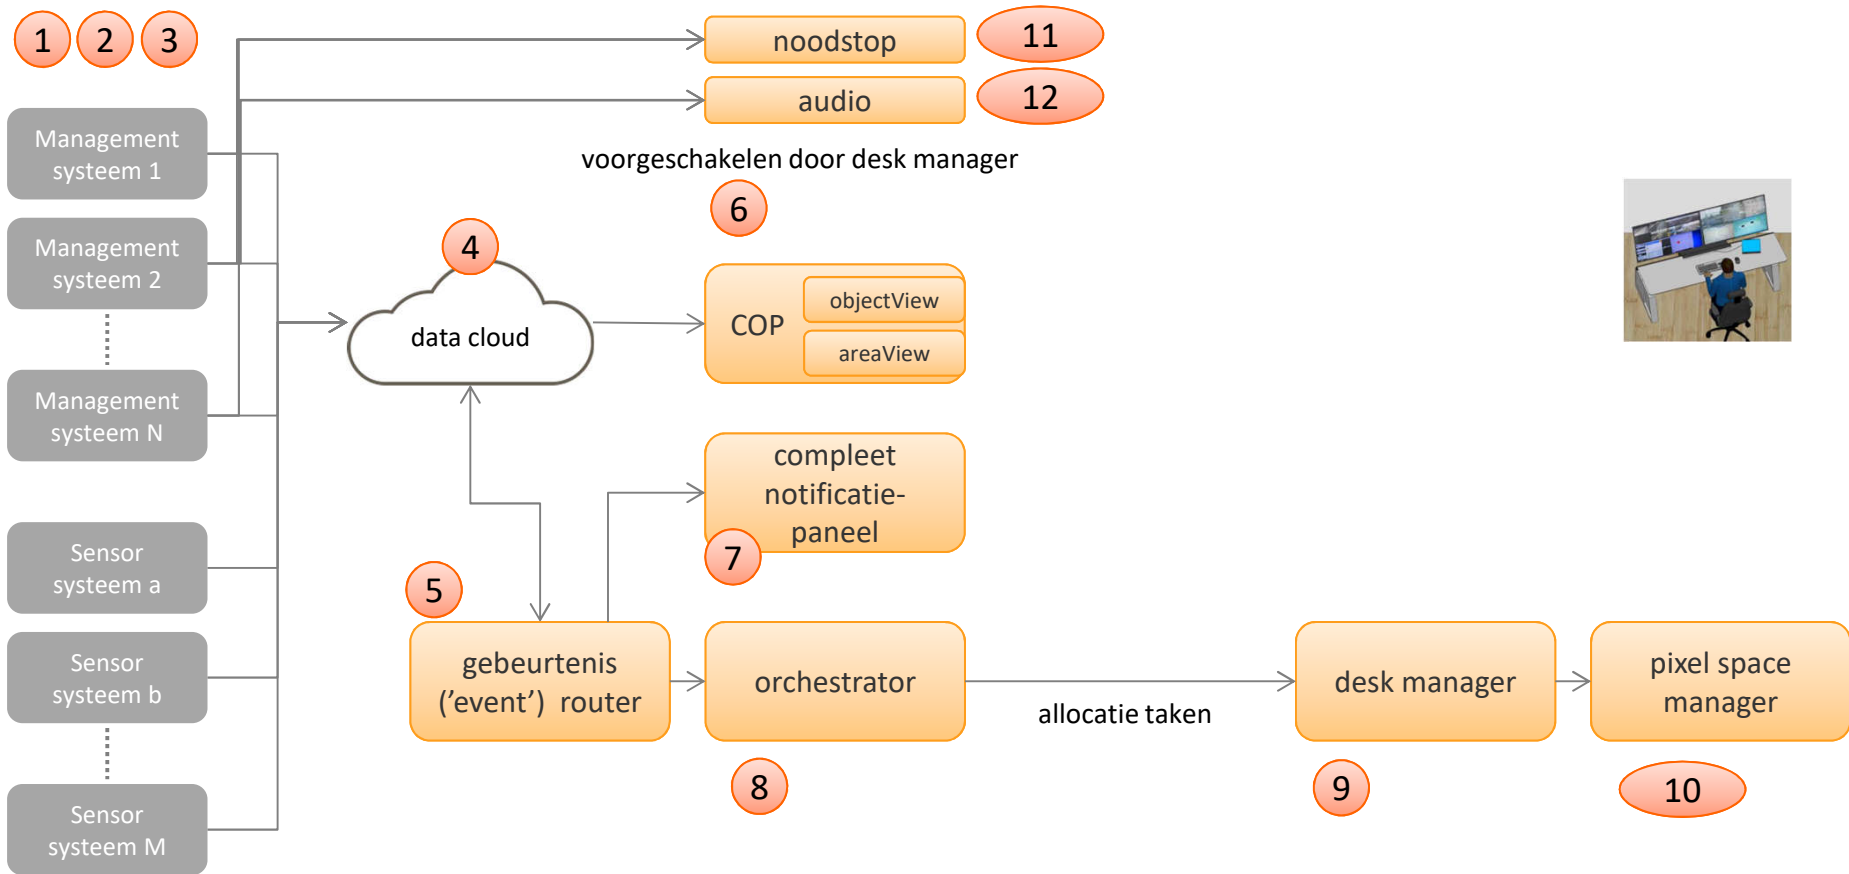 1 2 3
noodstop
11
audio
12
voorgeschakelen door desk manager
6
Management
systeem 1
Management
systeem 2
Management
systeem N
Sensor
systeem a
Sensor
systeem b
Sensor
systeem M
4
data cloud
COP
objectView
areaView
compleet
notificatie-
paneel
7
5
gebeurtenis
('event') router
orchestrator
8
allocatie taken
desk manager
9
pixel space
manager
10